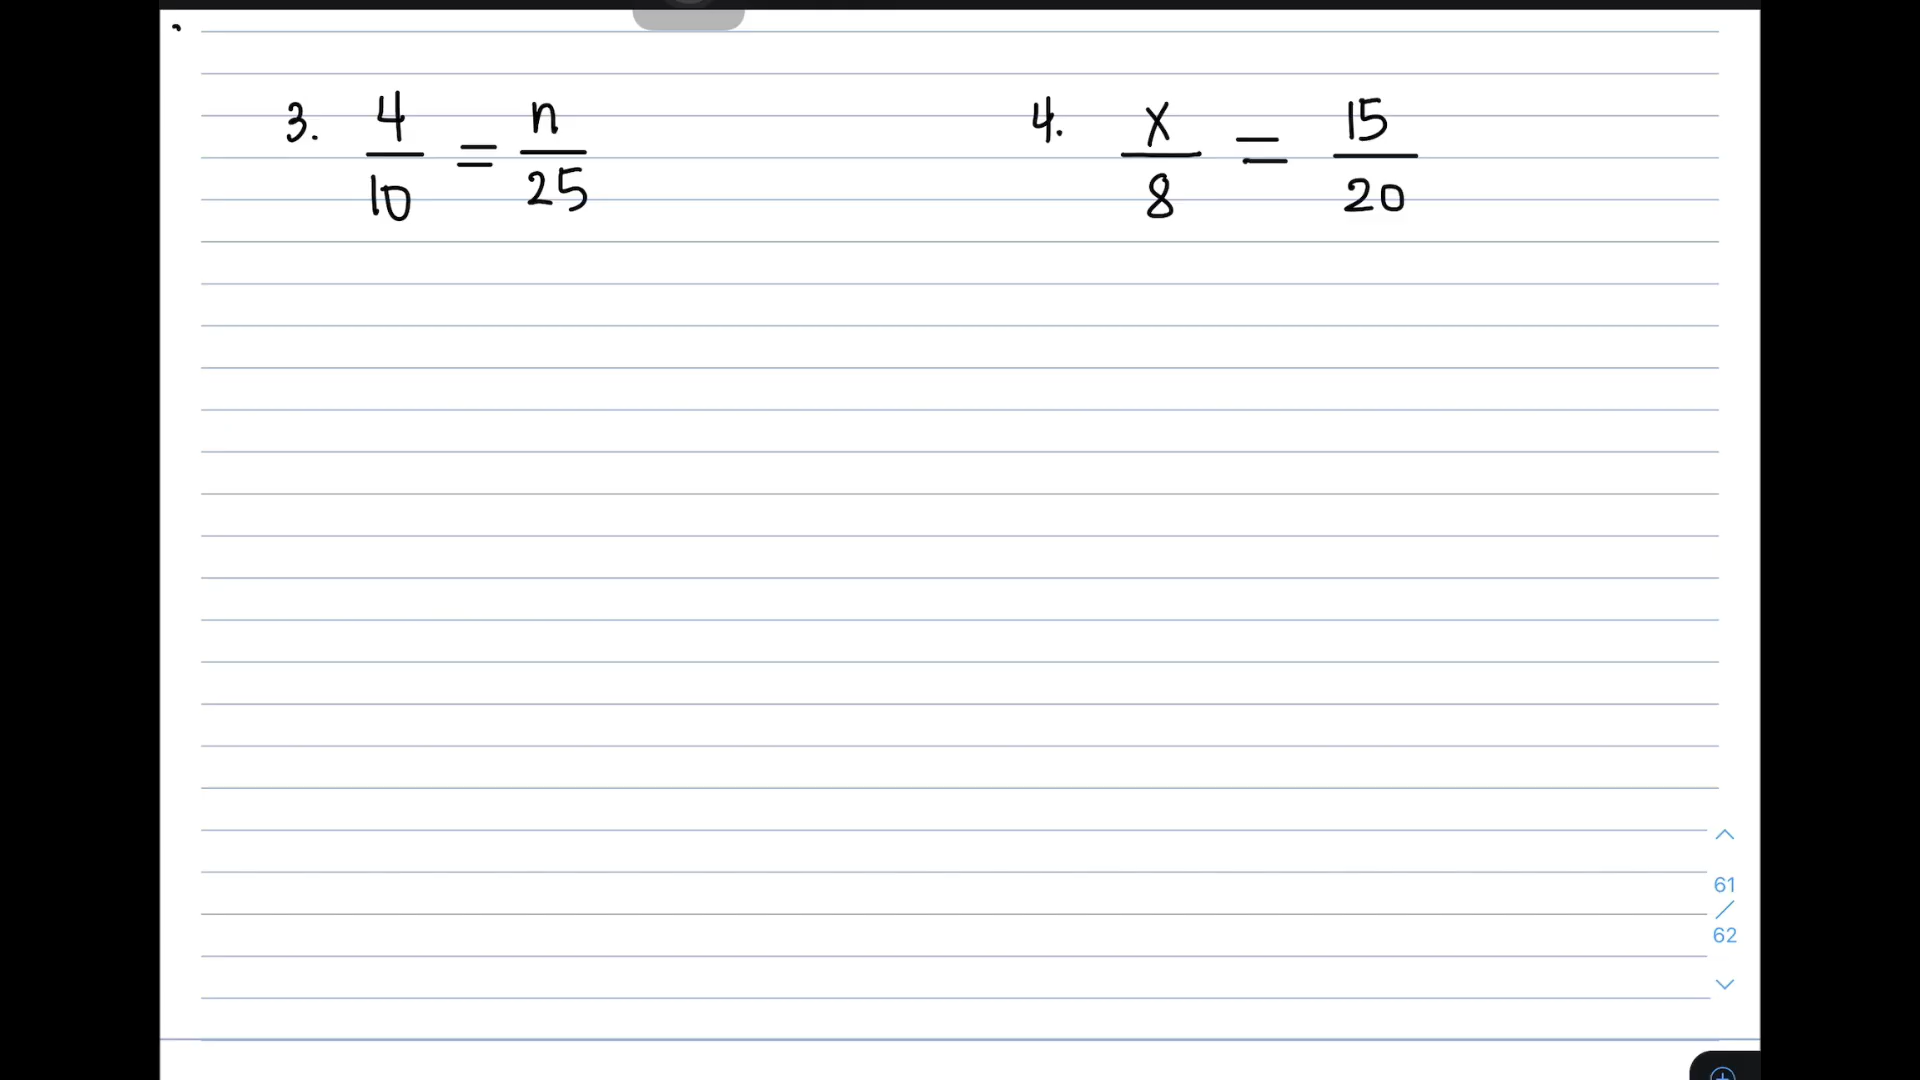 3. 4/10 = n/25
4. x/8 = 15/20
61
/
62